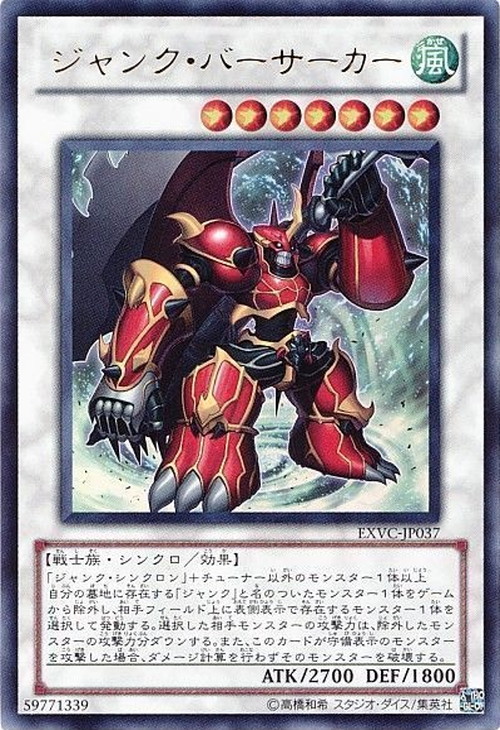 ジャンク・バーサーカー
風
EXVC-JP037
【戦士族・シンクロ/効果】
「ジャンク・シンクロン」+チューナー以外のモンスター1体以上
自分の墓地に存在する「ジャンク」と名のついたモンスター1体をゲーム
から除外し、相手フィールド上に表側表示で存在するモンスター1体を
選択して発動する。選択した相手モンスターの攻撃力は、除外したモン
スターの攻撃力分ダウンする。また、このカードが守備表示のモンスター
を攻撃した場合、ダメージ計算を行わずそのモンスターを破壊する。
ATK/2700 DEF/1800
59771339 ©高橋和希 スタジオ・ダイス/集英社